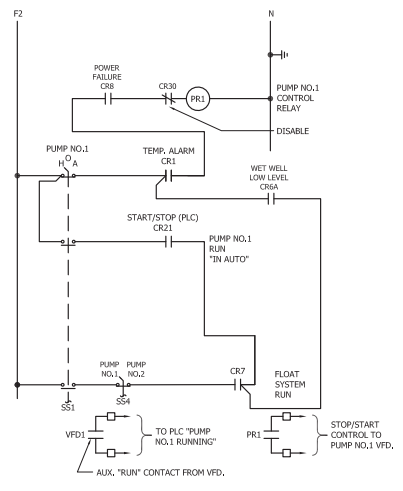 F2
N
POWER
FAILURE
CR8
CR30
PR1
PUMP NO.1
CONTROL
RELAY
DISABLE
PUMP NO.1
H O A
TEMP. ALARM
CR1
WET WELL
LOW LEVEL
CR6A
START/STOP (PLC)
CR21
PUMP NO.1
RUN
"IN AUTO"
PUMP NO.1
PUMP NO.2
CR7
FLOAT
SYSTEM
RUN
SS1
SS4
VFD1
TO PLC "PUMP
NO.1 RUNNING"
PR1
STOP/START
CONTROL TO
PUMP NO.1 VFD.
AUX. "RUN" CONTACT FROM VFD.